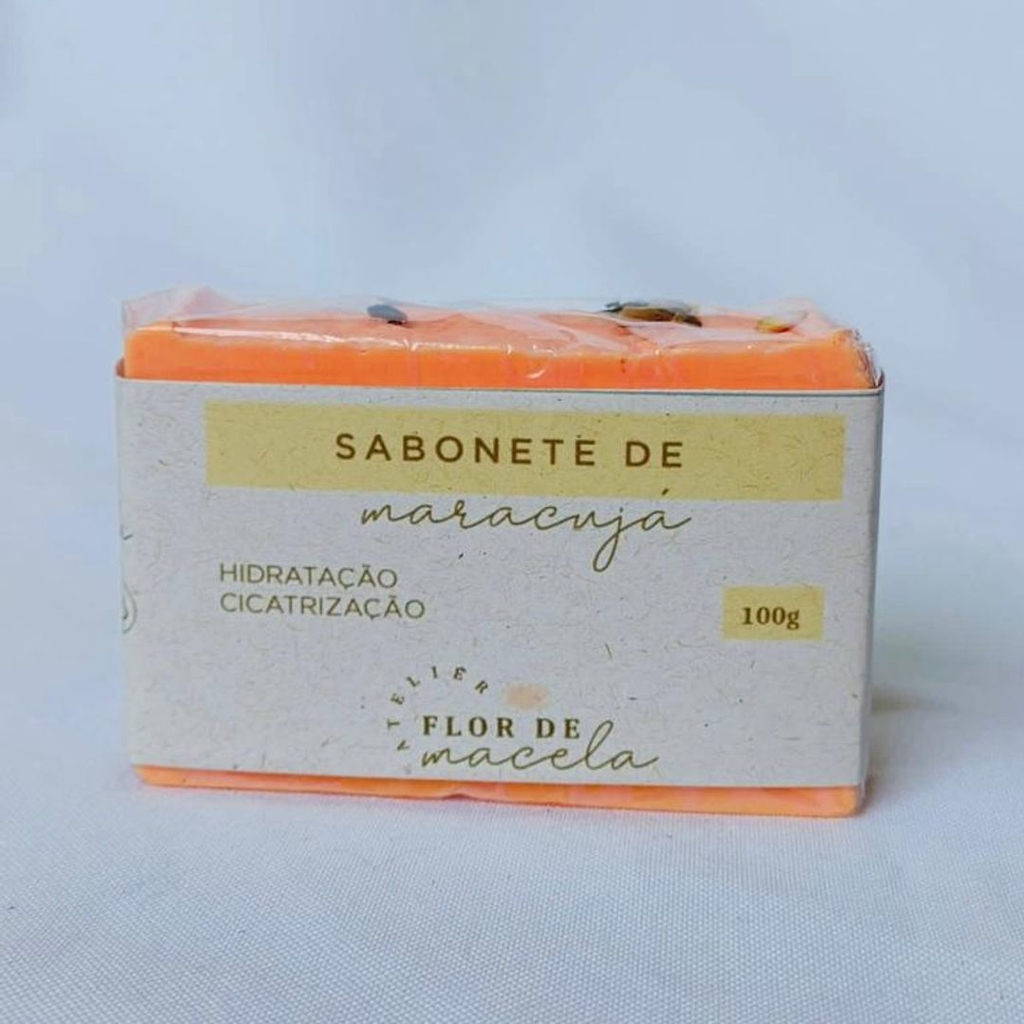 SABONETE DE
maracujá
HIDRATAÇÃO
CICATRIZAÇÃO
100g
ATELIER
FLOR DE
macela